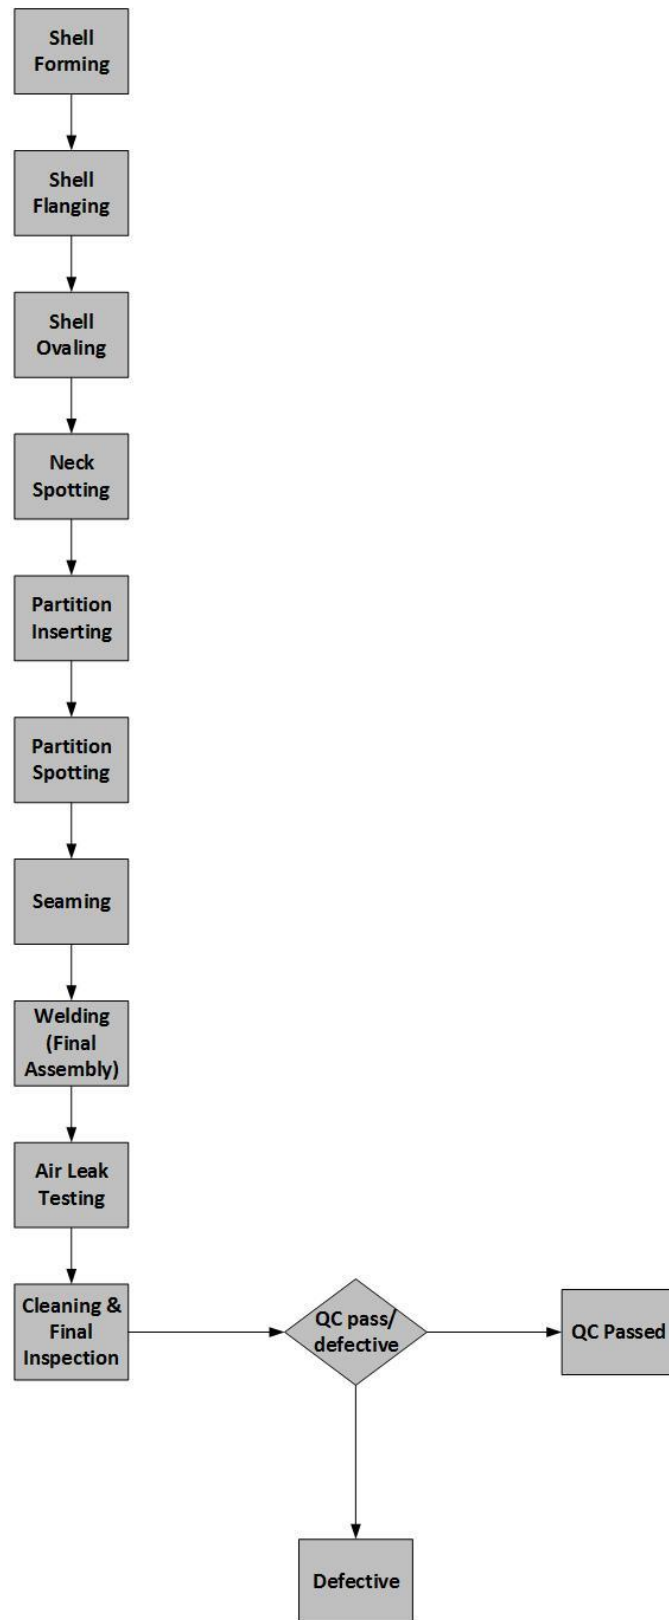 Shell
Forming
Shell
Flanging
Shell
Ovaling
Neck
Spotting
Partition
Inserting
Partition
Spotting
Seaming
Welding
(Final
Assembly)
Air Leak
Testing
Cleaning &
Final
Inspection
QC pass/
defective
QC Passed
Defective